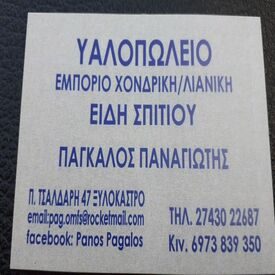 ΥΑΛΟΠΩΛΕΙΟ
ΕΜΠΟΡΙΟ ΧΟΝΔΡΙΚΗ/ΛΙΑΝΙΚΗ
ΕΙΔΗ ΣΠΙΤΙΟΥ
ΠΑΓΚΑΛΟΣ ΠΑΝΑΓΙΩΤΗΣ
Π. ΤΣΑΛΔΑΡΗ 47 ΞΥΛΟΚΑΣΤΡΟ
email:pag.omfs@rocketmail.com
facebook: Panos Pagalos
ΤΗΛ. 27430 22687
Κιν. 6973 839 350